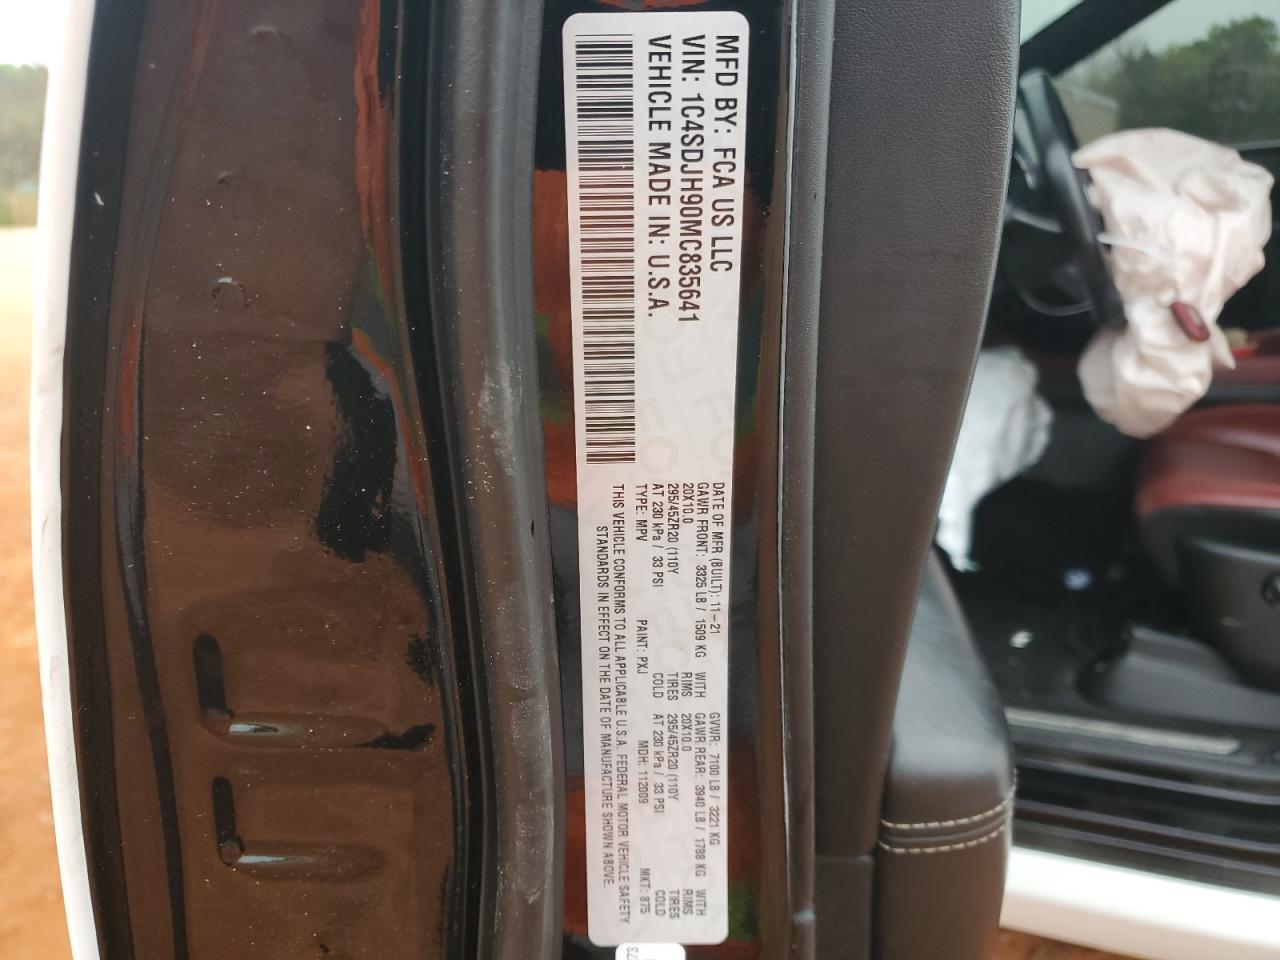 MFD BY: FCA US LLC
VIN: 1C4SDJH90MC835641
VEHICLE MADE IN: U.S.A.
DATE OF MFR (BUILT): 11-21 GVWR: 7100 LB / 3221 KG
GAWR FRONT: 3325 LB / 1509 KG WITH GAWR REAR: 3940 LB / 1788 KG WITH
20X10.0 RIMS 20X10.0 RIMS
295/45ZR20 (110Y TIRES 295/45ZR20 (110Y TIRES
AT 230 kPa / 33 PSI COLD AT 230 kPa / 33 PSI COLD
TYPE: MPV PAINT: PXJ MDH: 112009 MKT: 875
THIS VEHICLE CONFORMS TO ALL APPLICABLE U.S.A. FEDERAL MOTOR VEHICLE SAFETY
STANDARDS IN EFFECT ON THE DATE OF MANUFACTURE SHOWN ABOVE.